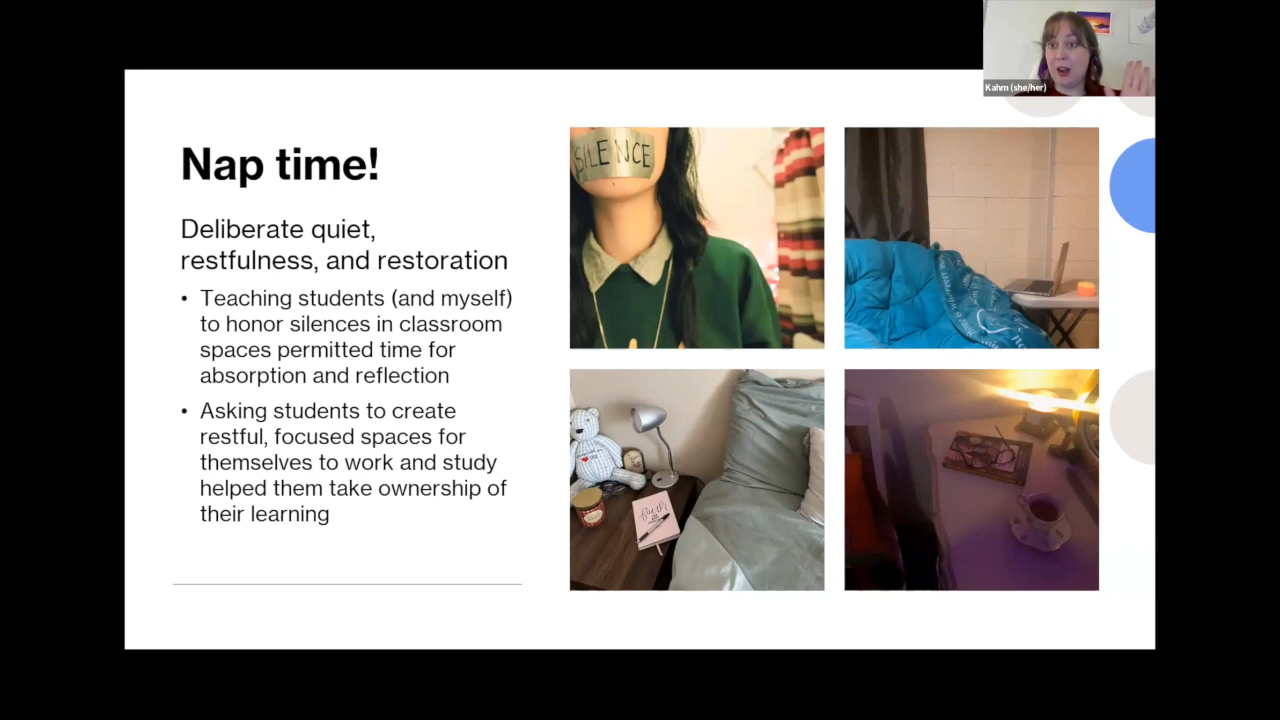 Kahm (she/her)
Nap time!
Deliberate quiet,
restfulness, and restoration
• Teaching students (and myself)
to honor silences in classroom
spaces permitted time for
absorption and reflection
• Asking students to create
restful, focused spaces for
themselves to work and study
helped them take ownership of
their learning
SILENCE
faith